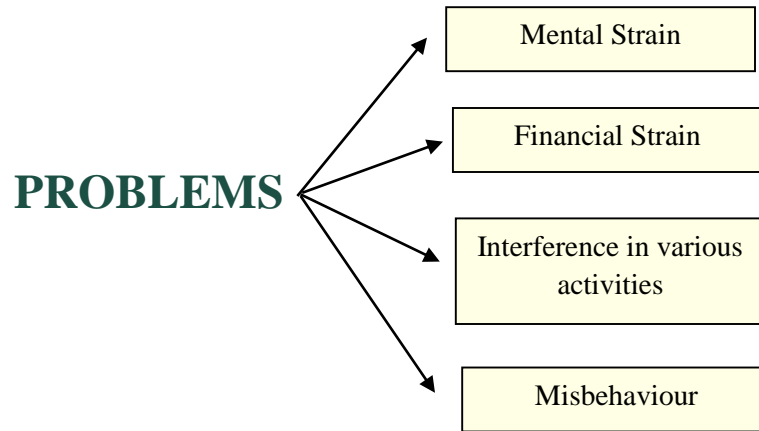 Mental Strain
Financial Strain
PROBLEMS
Interference in various
activities
Misbehaviour